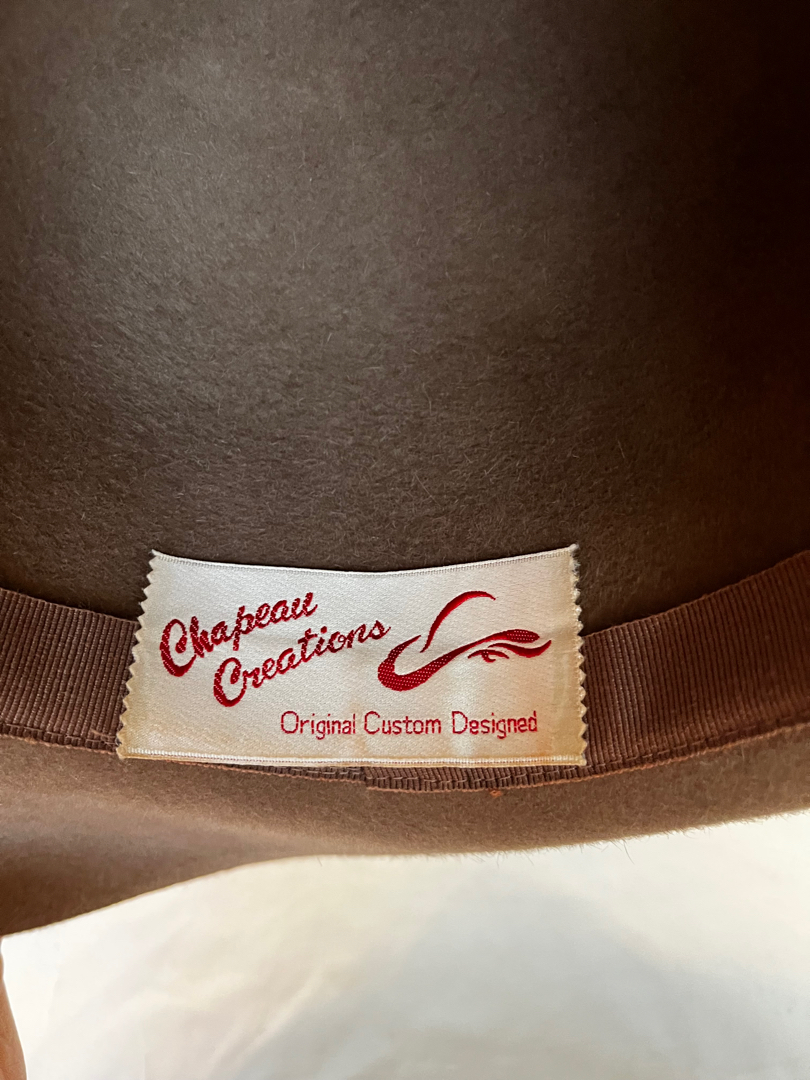 Chapeau
Creations
Original Custom Designed